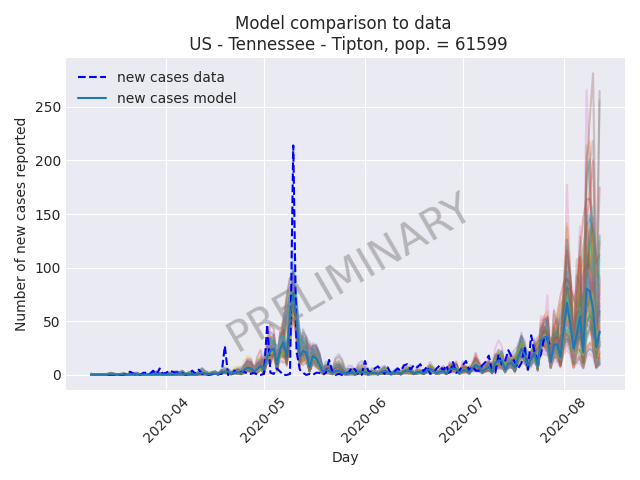 Model comparison to data
US - Tennessee - Tipton, pop. = 61599
new cases data
new cases model
Number of new cases reported
250
200
150
100
50
0
PRELIMINARY
2020-04
2020-05
2020-06
2020-07
2020-08
Day